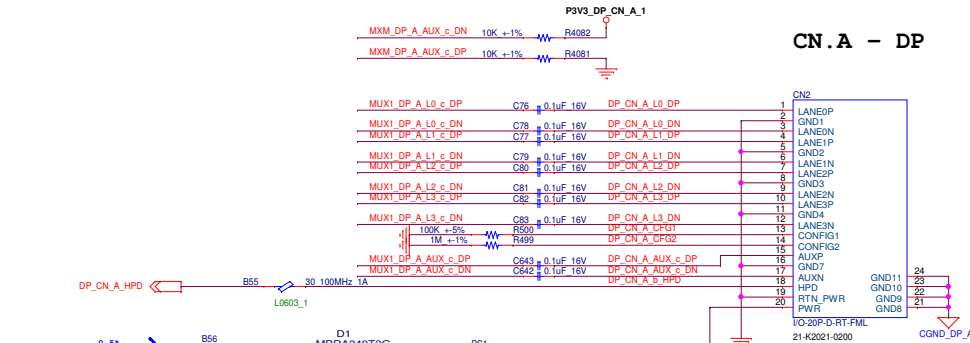 P3V3_DP_CN_A_1
MXM_DP_A_AUX_c_DN 10K +-1% R4082
MXM_DP_A_AUX_c_DP 10K +-1% R4081
CN.A - DP
CN2
MUX1_DP_A_L0_c_DP C76 0.1uF 16V DP_CN_A_L0_DP 1 LANE0P
2 GND1
MUX1_DP_A_L0_c_DN C78 0.1uF 16V DP_CN_A_L0_DN 3 LANE0N
MUX1_DP_A_L1_c_DP C77 0.1uF 16V DP_CN_A_L1_DP 4 LANE1P
5 GND2
MUX1_DP_A_L1_c_DN C79 0.1uF 16V DP_CN_A_L1_DN 6 LANE1N
MUX1_DP_A_L2_c_DP C80 0.1uF 16V DP_CN_A_L2_DP 7 LANE2P
8 GND3
MUX1_DP_A_L2_c_DN C81 0.1uF 16V DP_CN_A_L2_DN 9 LANE2N
MUX1_DP_A_L3_c_DP C82 0.1uF 16V DP_CN_A_L3_DP 10 LANE3P
11 GND4
MUX1_DP_A_L3_c_DN C83 0.1uF 16V DP_CN_A_L3_DN 12 LANE3N
100K +-5% R500 DP_CN_A_CFG1 13 CONFIG1
1M +-1% R499 DP_CN_A_CFG2 14 CONFIG2
MUX1_DP_A_AUX_c_DP C643 0.1uF 16V DP_CN_A_AUX_c_DP 15 AUXP
16 GND7
MUX1_DP_A_AUX_c_DN C642 0.1uF 16V DP_CN_A_AUX_c_DN 17 AUXN GND11 24
DP_CN_A_HPD B55 30 100MHz 1A DP_CN_A_b_HPD 18 HPD GND10 23
19 RTN_PWR GND9 22
L0603_1 20 PWR GND8 21
I/O-20P-D-RT-FML
21-K2021-0200
CGND_DP_A
B56
D1